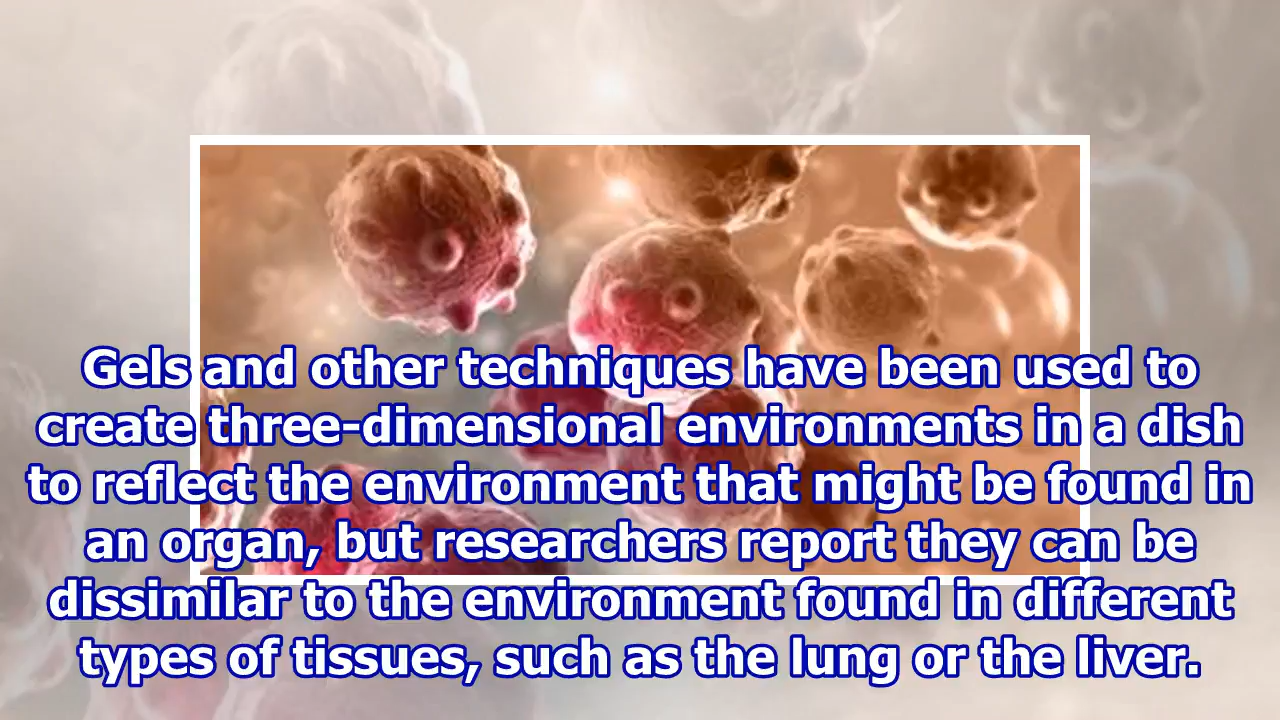 Gels and other techniques have been used to
create three-dimensional environments in a dish
to reflect the environment that might be found in
an organ, but researchers report they can be
dissimilar to the environment found in different
types of tissues, such as the lung or the liver.